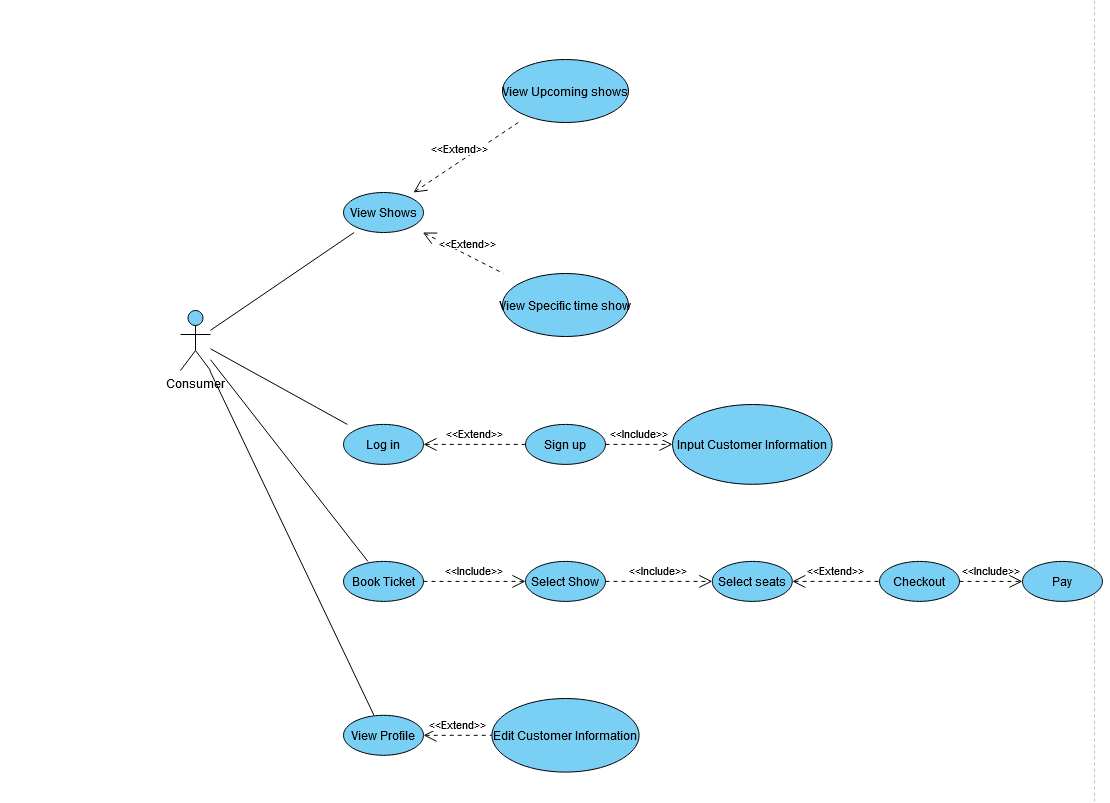 View Upcoming shows
<<Extend>>
View Shows
<<Extend>>
View Specific time show
Consumer
Log in
<<Extend>>
Sign up
<<Include>>
Input Customer Information
Book Ticket
<<Include>>
Select Show
<<Include>>
Select seats
<<Extend>>
Checkout
<<Include>>
Pay
View Profile
<<Extend>>
Edit Customer Information